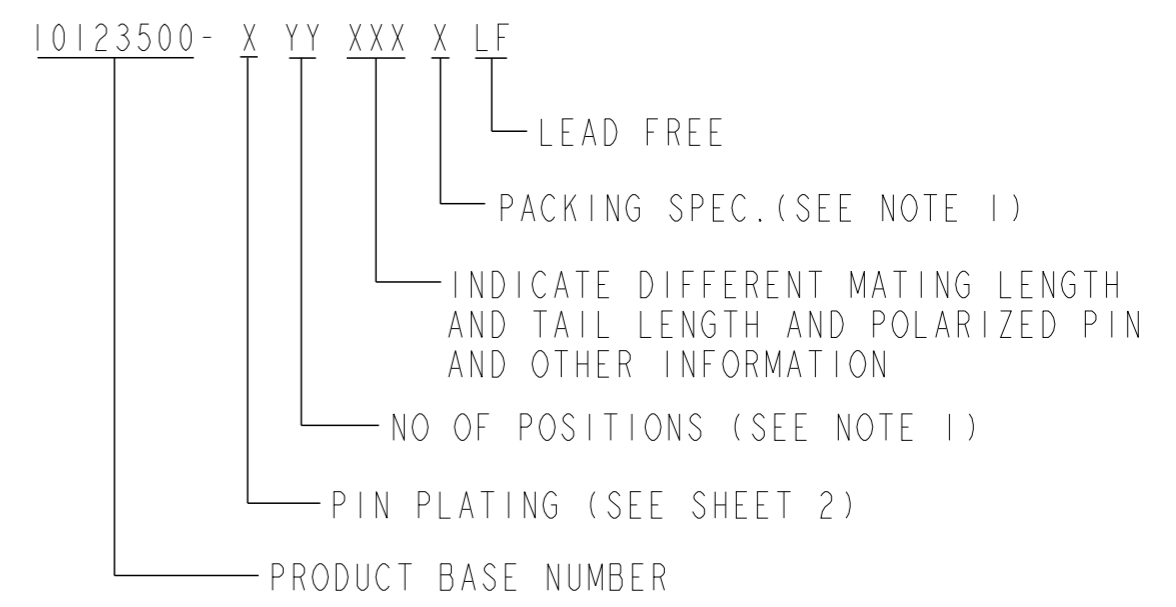 10123500- X YY XXX X LF
LEAD FREE
PACKING SPEC.(SEE NOTE 1)
INDICATE DIFFERENT MATING LENGTH
AND TAIL LENGTH AND POLARIZED PIN
AND OTHER INFORMATION
NO OF POSITIONS (SEE NOTE 1)
PIN PLATING (SEE SHEET 2)
PRODUCT BASE NUMBER